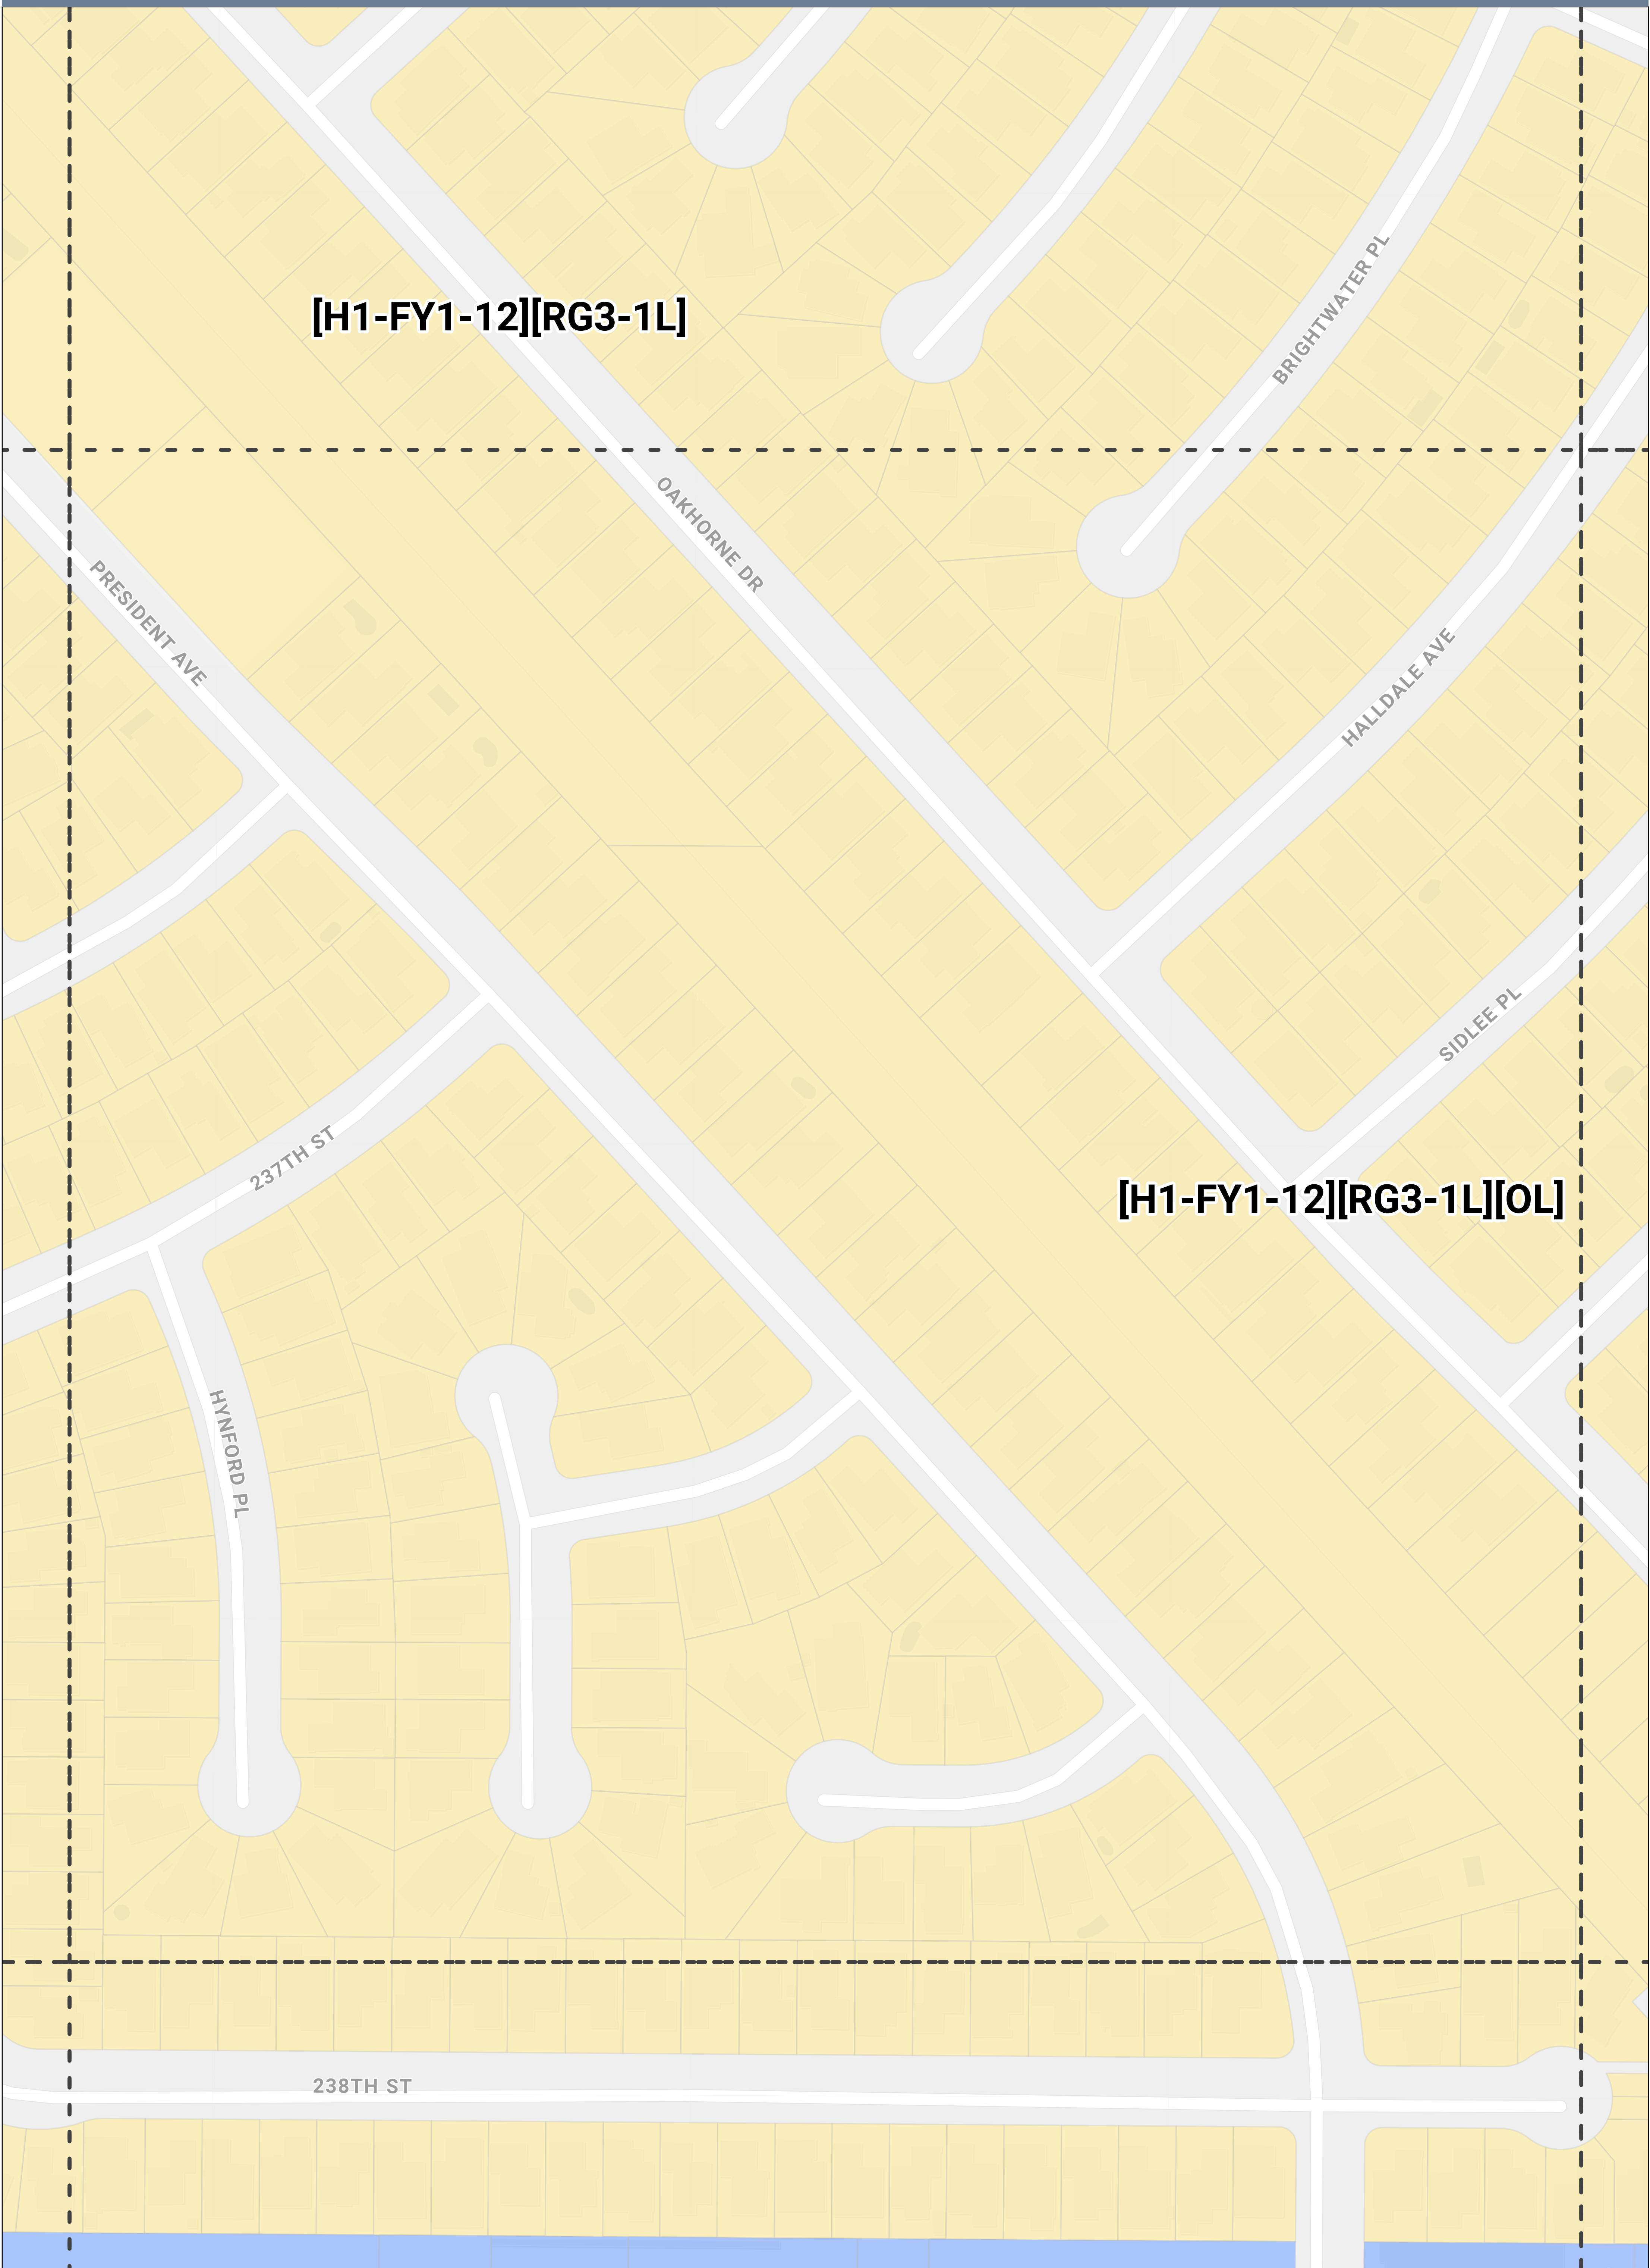 BRIGHTWATER PL
[H1-FY1-12][RG3-1L]
OAKHORNE DR
PRESIDENT AVE
HALLDALE AVE
SIDLEE PL
237TH ST
[H1-FY1-12][RG3-1L][OL]
HYNFORD PL
238TH ST